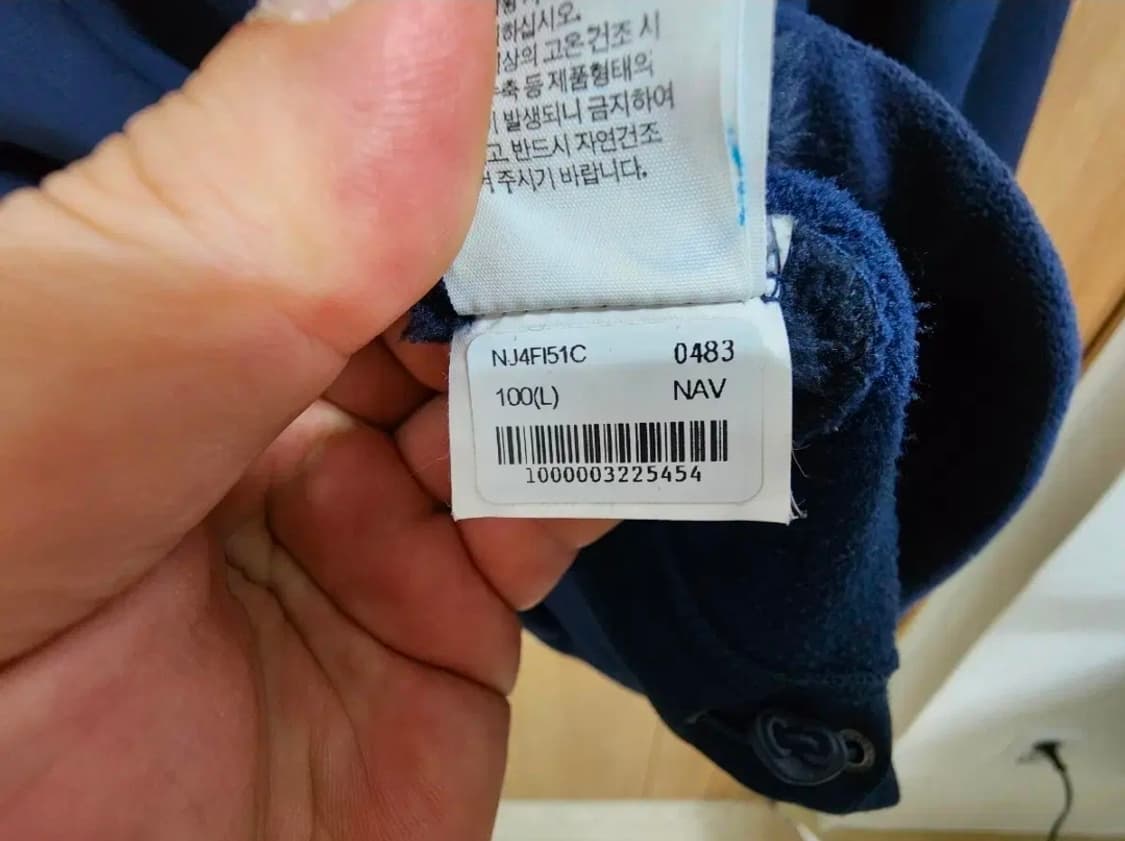 하십시오.
상의 고온 건조 시
축 등 제품형태의
발생되니 금지하여
고 반드시 자연건조
주시기 바랍니다.
NJ4FI51C 0483
100(L) NAV
1000003225454